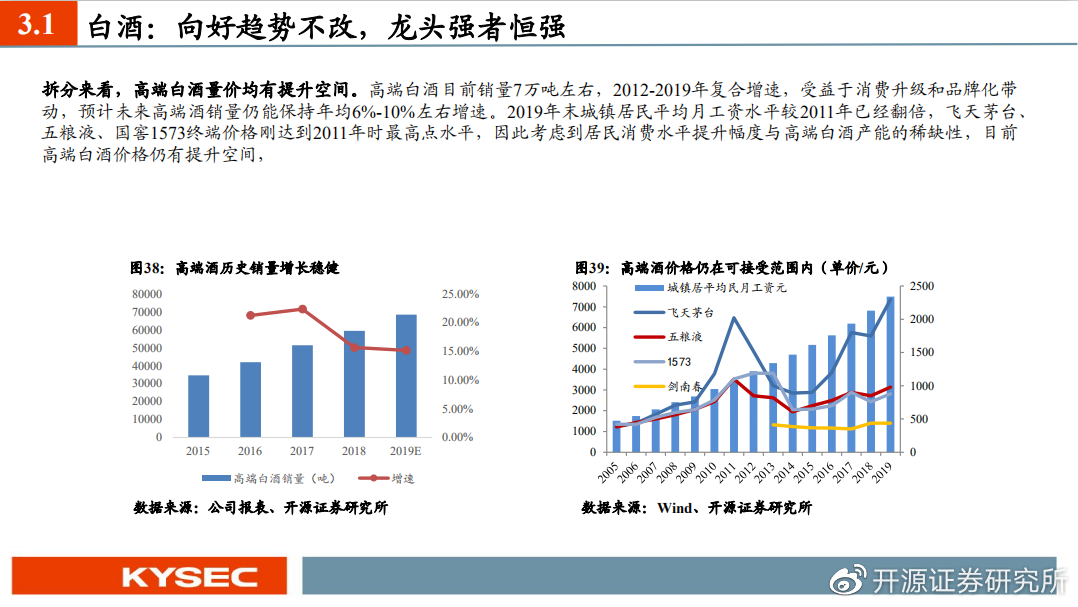 3.1 白酒：向好趋势不改，龙头强者恒强
拆分来看，高端白酒量价均有提升空间。高端白酒目前销量7万吨左右，2012-2019年复合增速，受益于消费升级和品牌化带
动，预计未来高端酒销量仍能保持年均6%-10%左右增速。2019年末城镇居民平均月工资水平较2011年已经翻倍，飞天茅台、
五粮液、国窖1573终端价格刚达到2011年时最高点水平，因此考虑到居民消费水平提升幅度与高端白酒产能的稀缺性，目前
高端白酒价格仍有提升空间，
图38：高端酒历史销量增长稳健
80000
70000
60000
50000
40000
30000
20000
10000
0
25.00%
20.00%
15.00%
10.00%
5.00%
0.00%
2015 2016 2017 2018 2019E
高端白酒销量（吨） 增速
数据来源：公司报表、开源证券研究所
图39：高端酒价格仍在可接受范围内（单价/元）
8000
7000
6000
5000
4000
3000
2000
1000
0
城镇居平均民月工资元
飞天茅台
五粮液
1573
剑南春
2500
2000
1500
1000
500
0
2005 2006 2007 2008 2009 2010 2011 2012 2013 2014 2015 2016 2017 2018 2019
数据来源：Wind、开源证券研究所
KYSEC
开源证券研究所